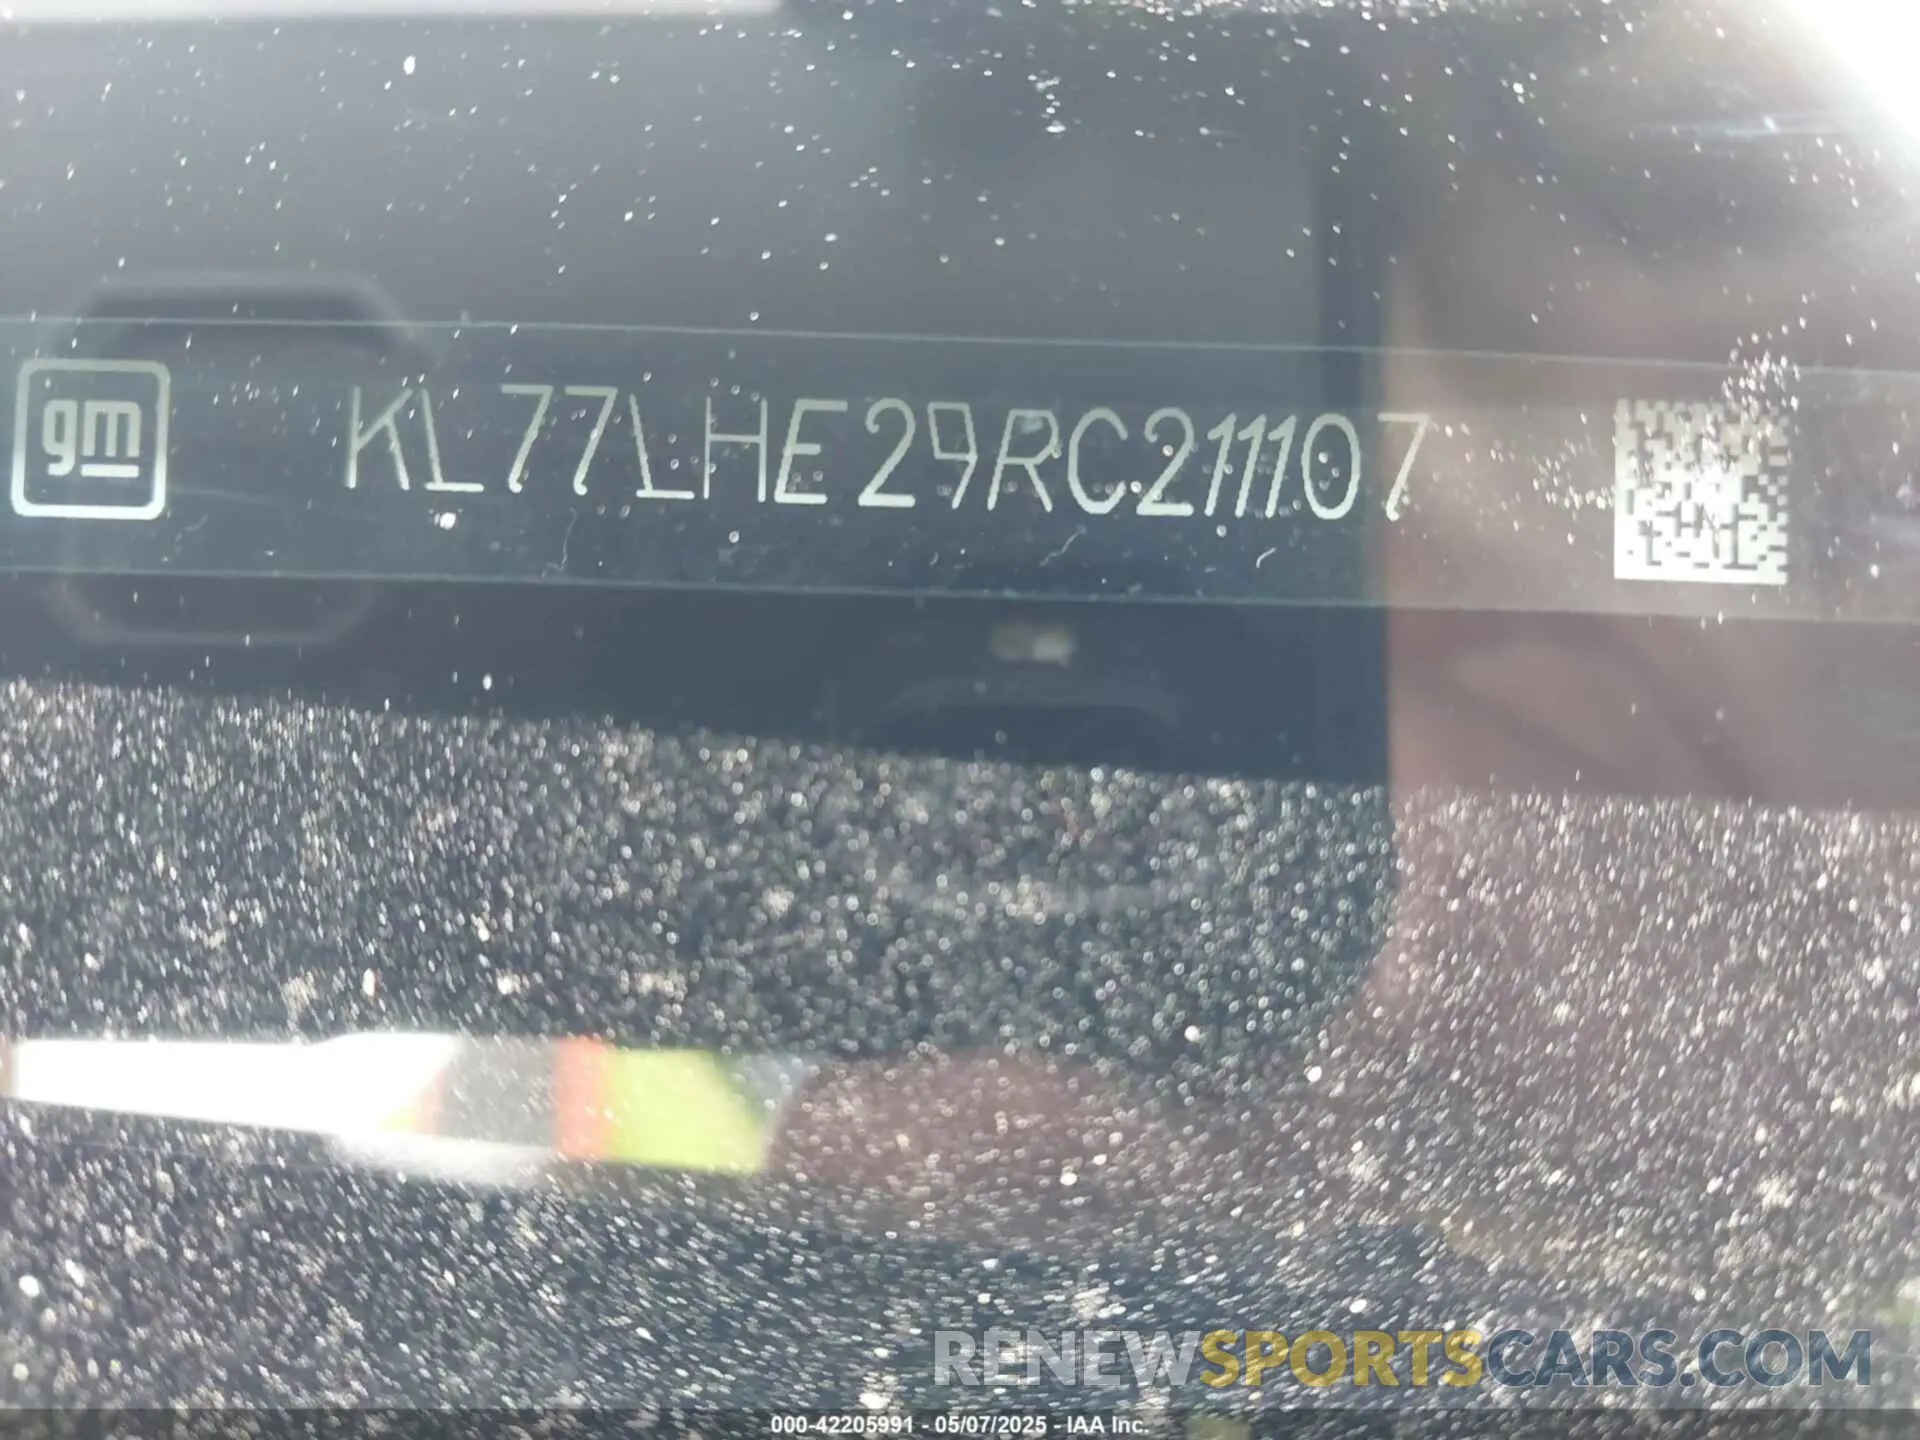 gm KL77LHE29RC211107
RENEWSPORTSCARS.COM
000-42205991 - 05/07/2025 - IAA Inc.